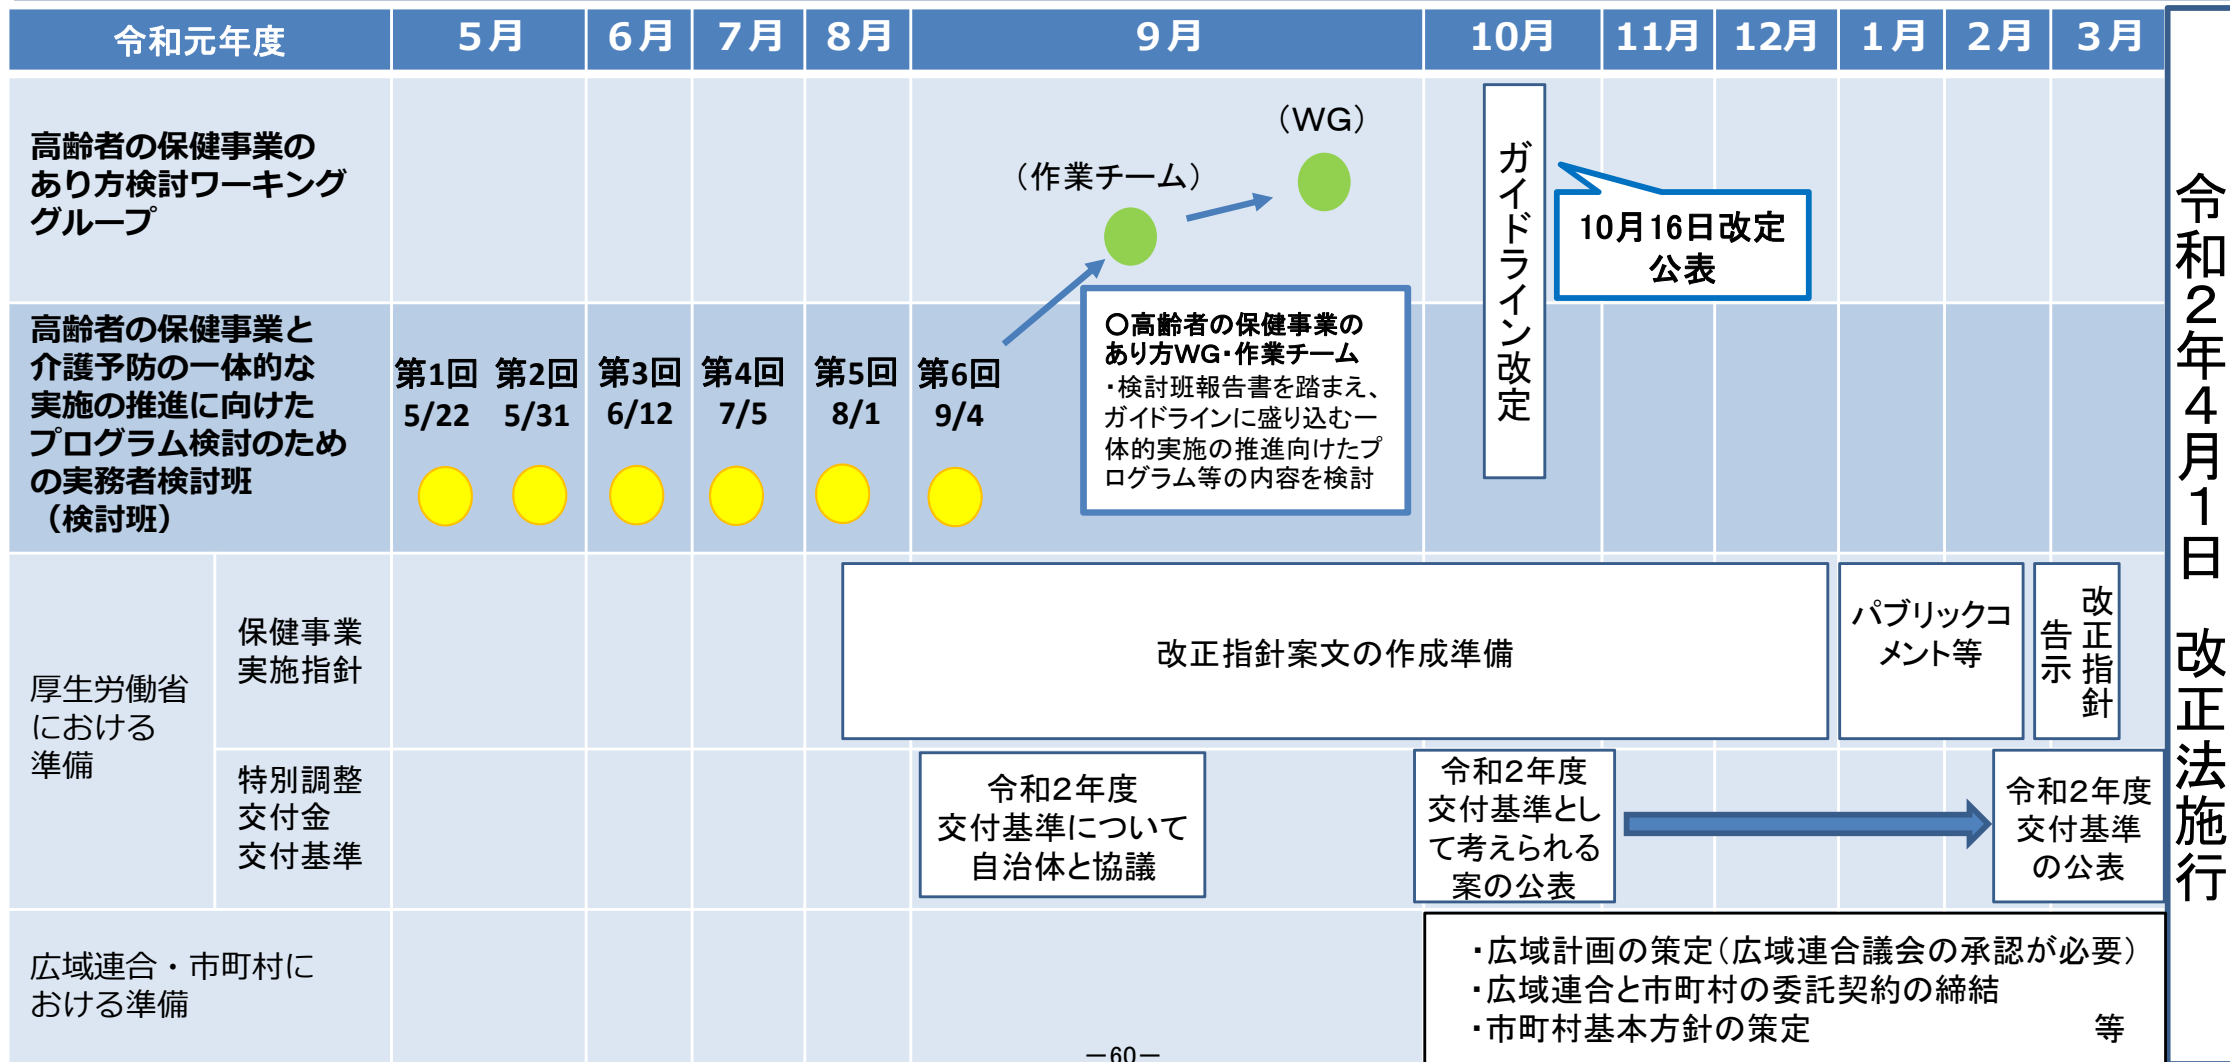 令和元年度
5月
6月
7月
8月
9月
10月
11月
12月
1月
2月
3月
高齢者の保健事業の
あり方検討ワーキング
グループ
（作業チーム）
（WG）
ガイドライン改定
10月16日改定
公表
高齢者の保健事業と
介護予防の一体的な
実施の推進に向けた
プログラム検討のため
の実務者検討班
（検討班）
第1回
5/22
第2回
5/31
第3回
6/12
第4回
7/5
第5回
8/1
第6回
9/4
○高齢者の保健事業の
あり方WG・作業チーム
・検討班報告書を踏まえ、
ガイドラインに盛り込む一
体的実施の推進向けたプ
ログラム等の内容を検討
厚生労働省
における
準備
保健事業
実施指針
改正指針案文の作成準備
パブリックコ
メント等
改正指針
告示
特別調整
交付金
交付基準
令和2年度
交付基準について
自治体と協議
令和2年度
交付基準とし
て考えられる
案の公表
令和2年度
交付基準
の公表
広域連合・市町村に
おける準備
・広域計画の策定（広域連合議会の承認が必要）
・広域連合と市町村の委託契約の締結
・市町村基本方針の策定 等
令和2年4月1日 改正法施行
－60－